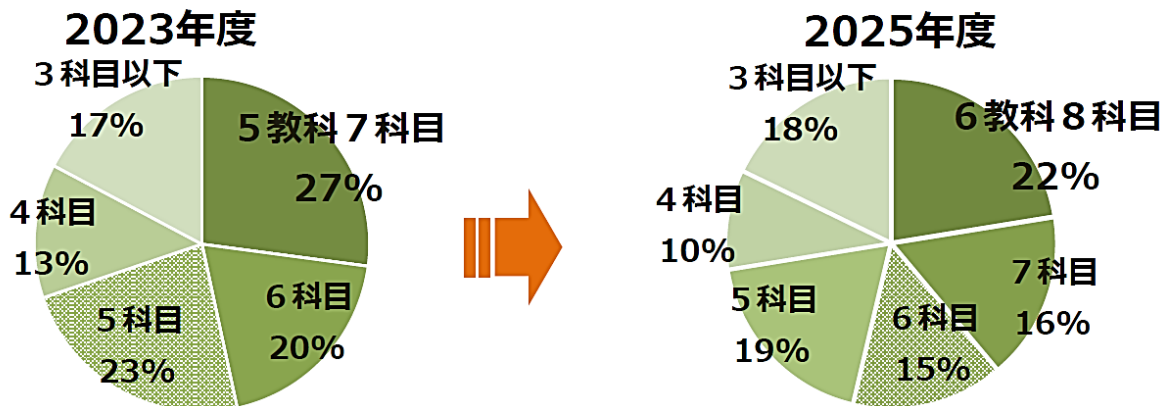 2023年度
3科目以下
17%
5教科7科目
27%
4科目
13%
6科目
20%
5科目
23%
2025年度
3科目以下
18%
6教科8科目
22%
4科目
10%
7科目
16%
5科目
19%
6科目
15%